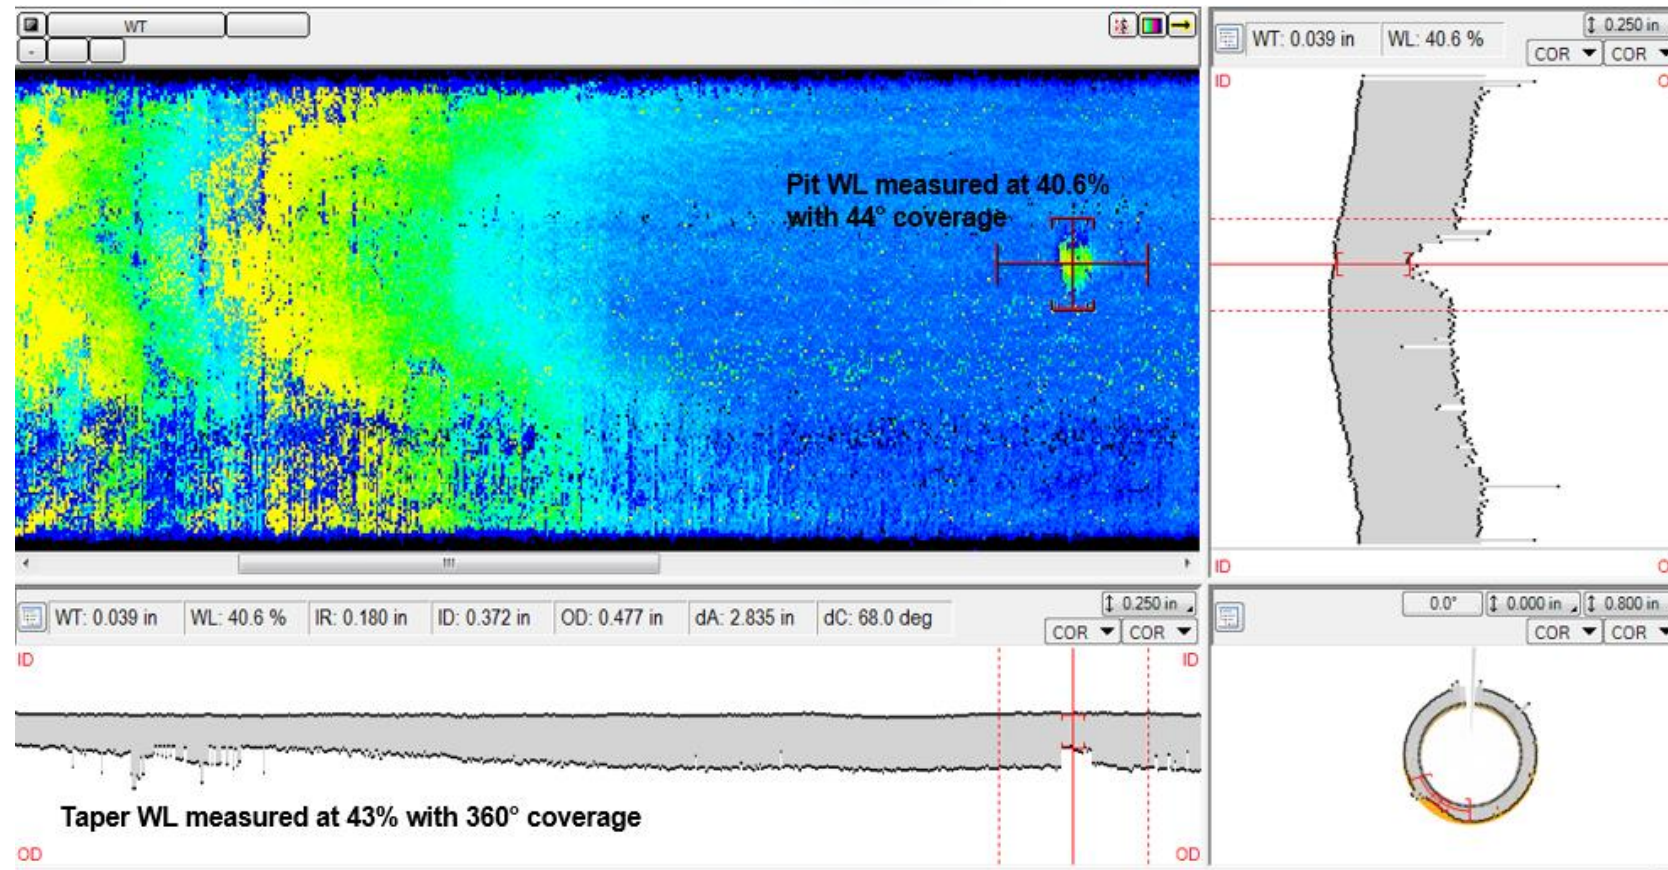 WT
WT: 0.039 in
WL: 40.6 %
0.250 in
COR
COR
-
ID
O
Pit WL measured at 40.6%
with 44° coverage
ID
O
WT: 0.039 in
WL: 40.6 %
IR: 0.180 in
ID: 0.372 in
OD: 0.477 in
dA: 2.835 in
dC: 68.0 deg
0.250 in
COR
COR
0.0°
0.000 in
0.800 in
COR
COR
ID
ID
Taper WL measured at 43% with 360° coverage
OD
OD